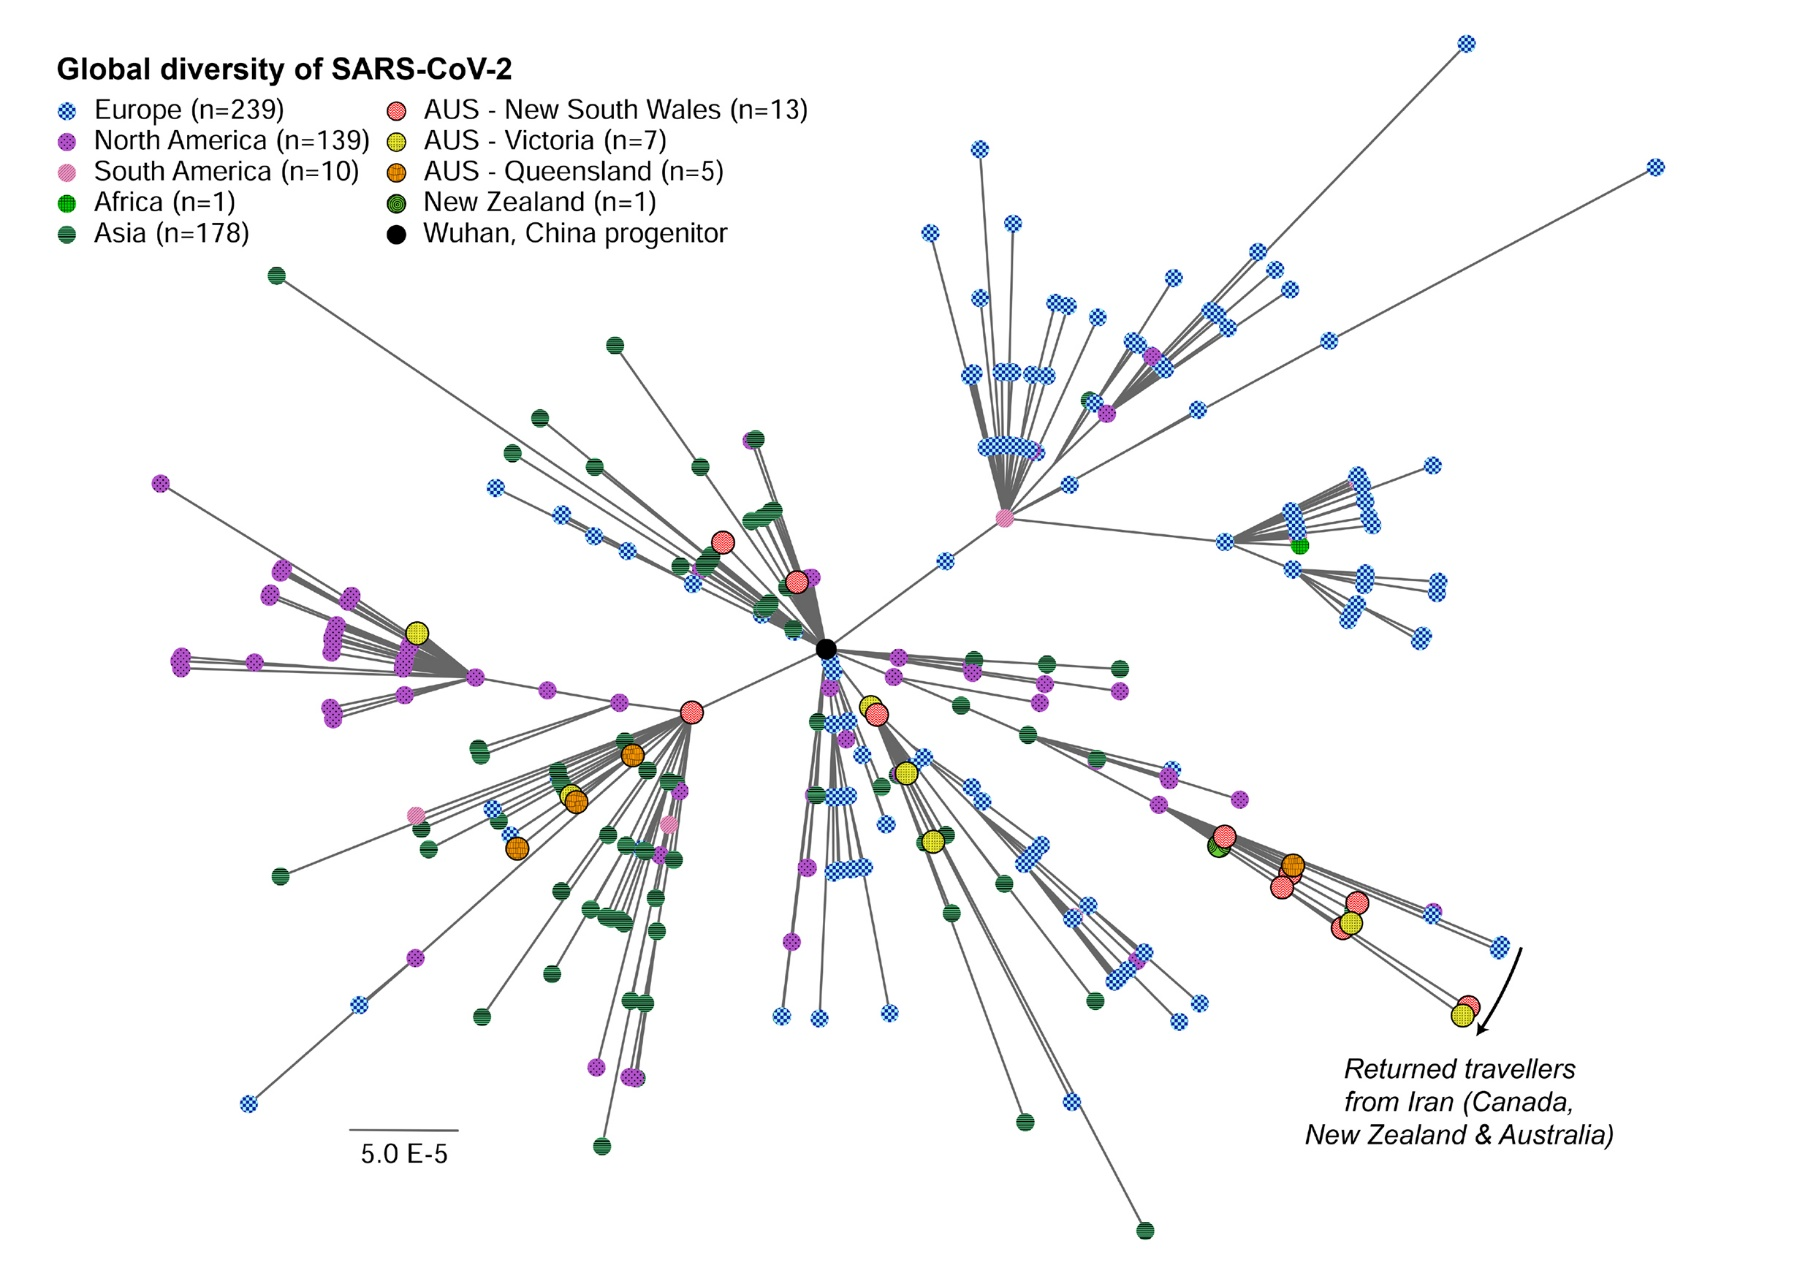 Global diversity of SARS-CoV-2
Europe (n=239)
North America (n=139)
South America (n=10)
Africa (n=1)
Asia (n=178)
AUS - New South Wales (n=13)
AUS - Victoria (n=7)
AUS - Queensland (n=5)
New Zealand (n=1)
Wuhan, China progenitor
5.0 E-5
Returned travellers
from Iran (Canada,
New Zealand & Australia)